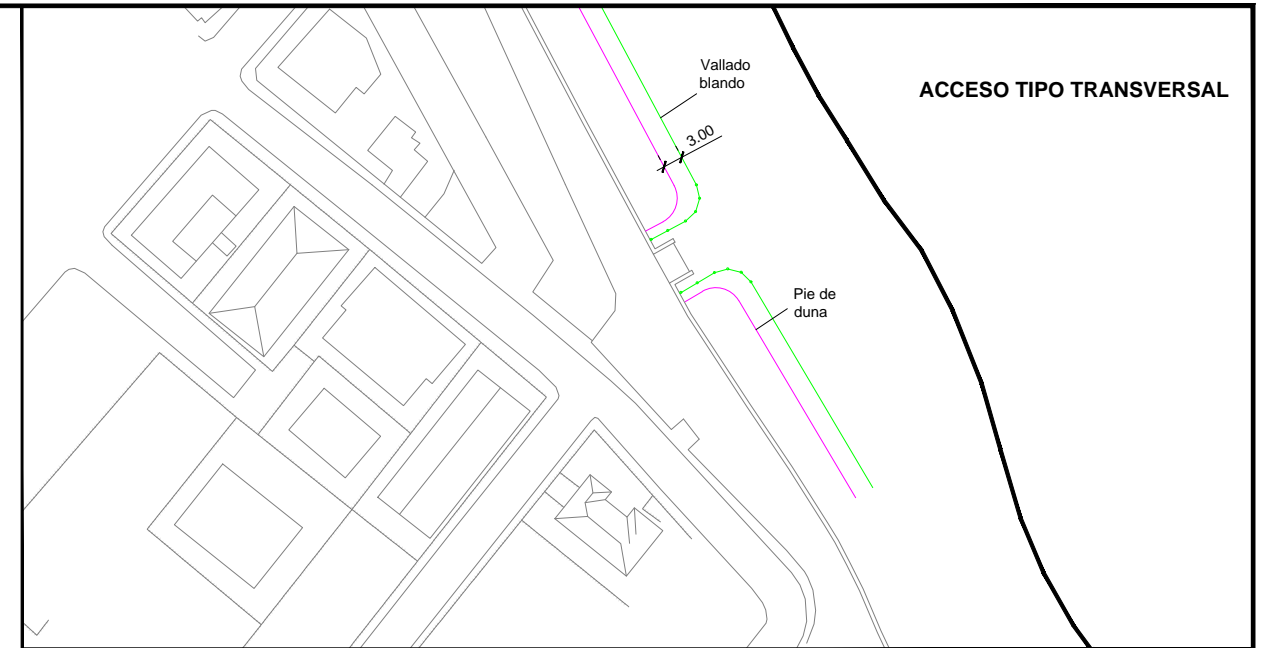 Vallado
blando
ACCESO TIPO TRANSVERSAL
3.00
Pie de
duna